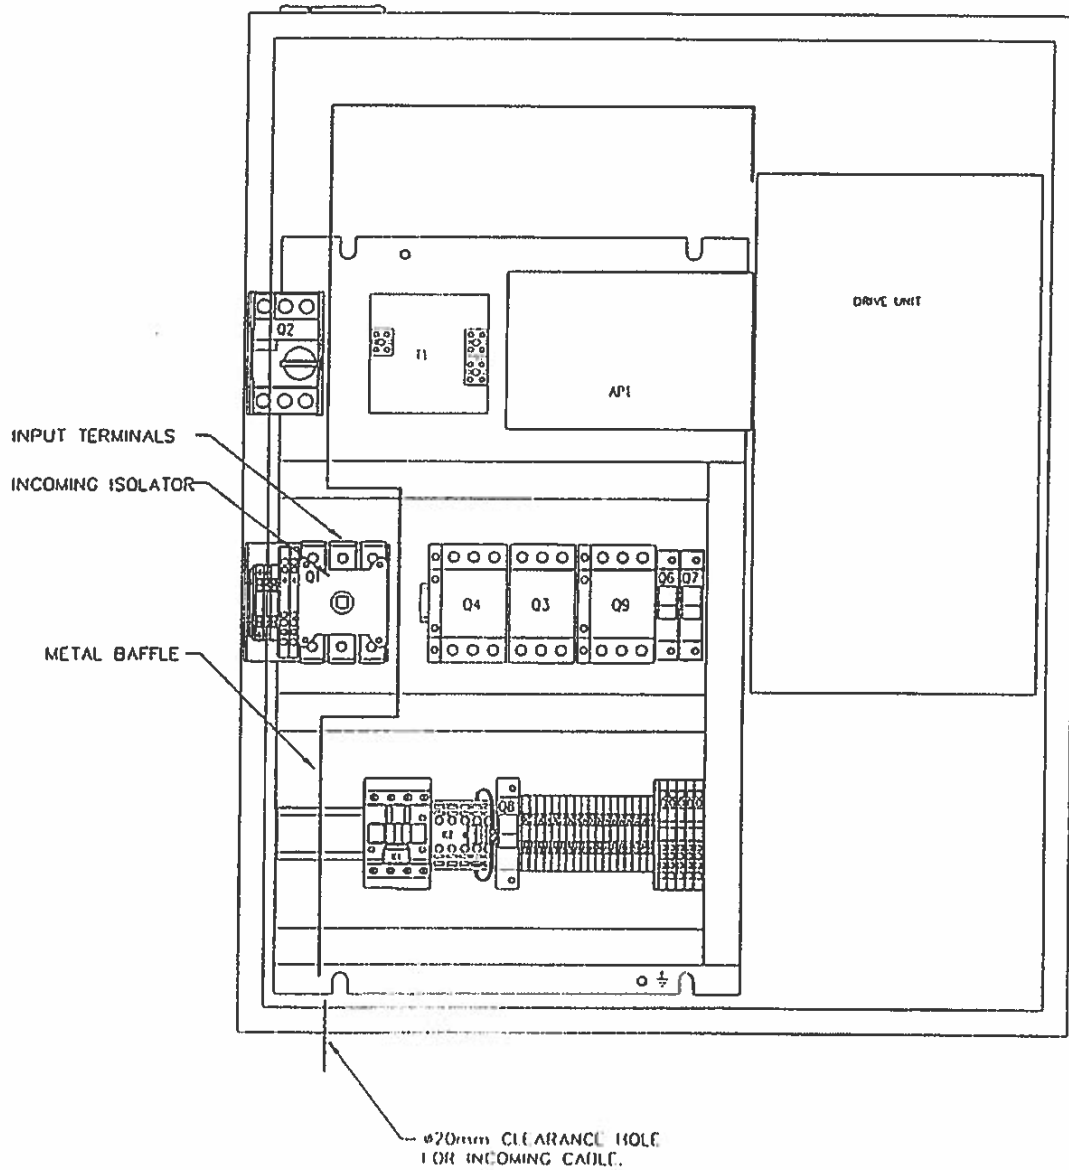 DRIVE UNIT
Q2
T1
AP1
INPUT TERMINALS
INCOMING ISOLATOR
Q1
Q4
Q3
Q9
Q6
Q7
METAL BAFFLE
K1
K2
Q8
ø20mm CLEARANCE HOLE
FOR INCOMING CABLE.